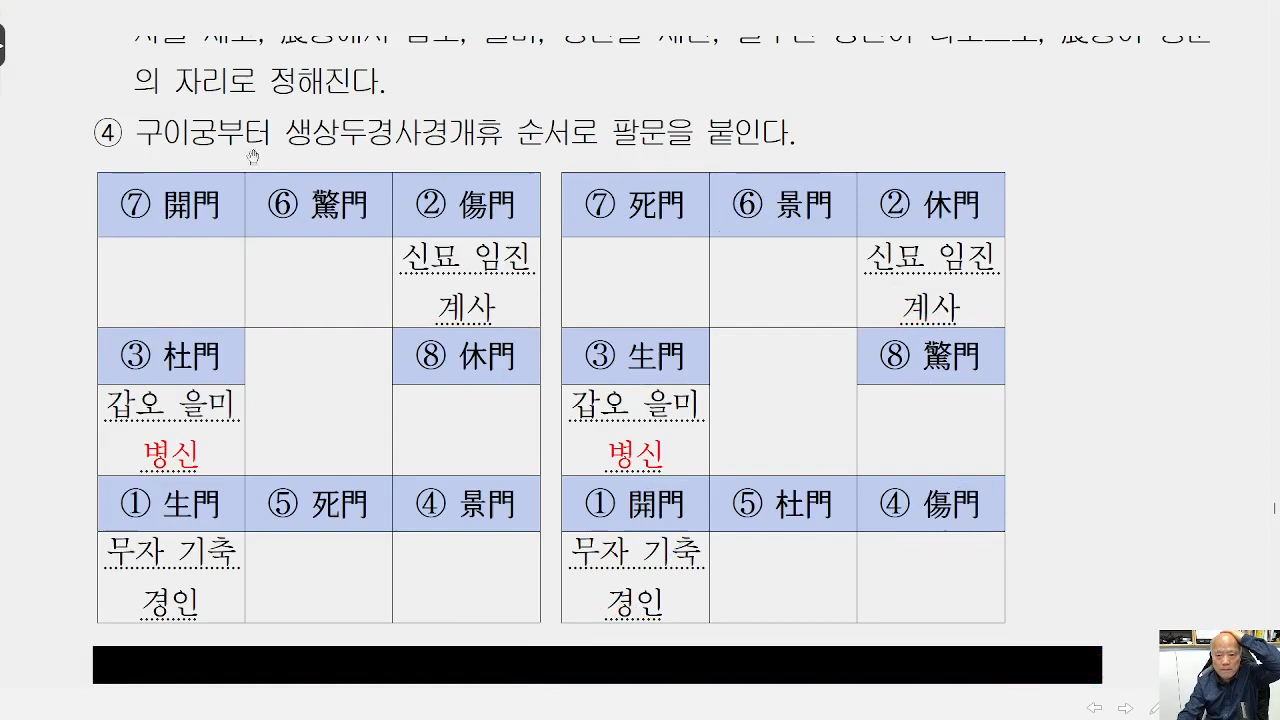 의 자리로 정해진다.
④ 구이궁부터 생상두경사경개휴 순서로 팔문을 붙인다.
⑦ 開門 ⑥ 驚門 ② 傷門 ⑦ 死門 ⑥ 景門 ② 休門
신묘 임진 신묘 임진
계사 계사
③ 杜門 ⑧ 休門 ③ 生門 ⑧ 驚門
갑오 을미 갑오 을미
병신 병신
① 生門 ⑤ 死門 ④ 景門 ① 開門 ⑤ 杜門 ④ 傷門
무자 기축 무자 기축
경인 경인